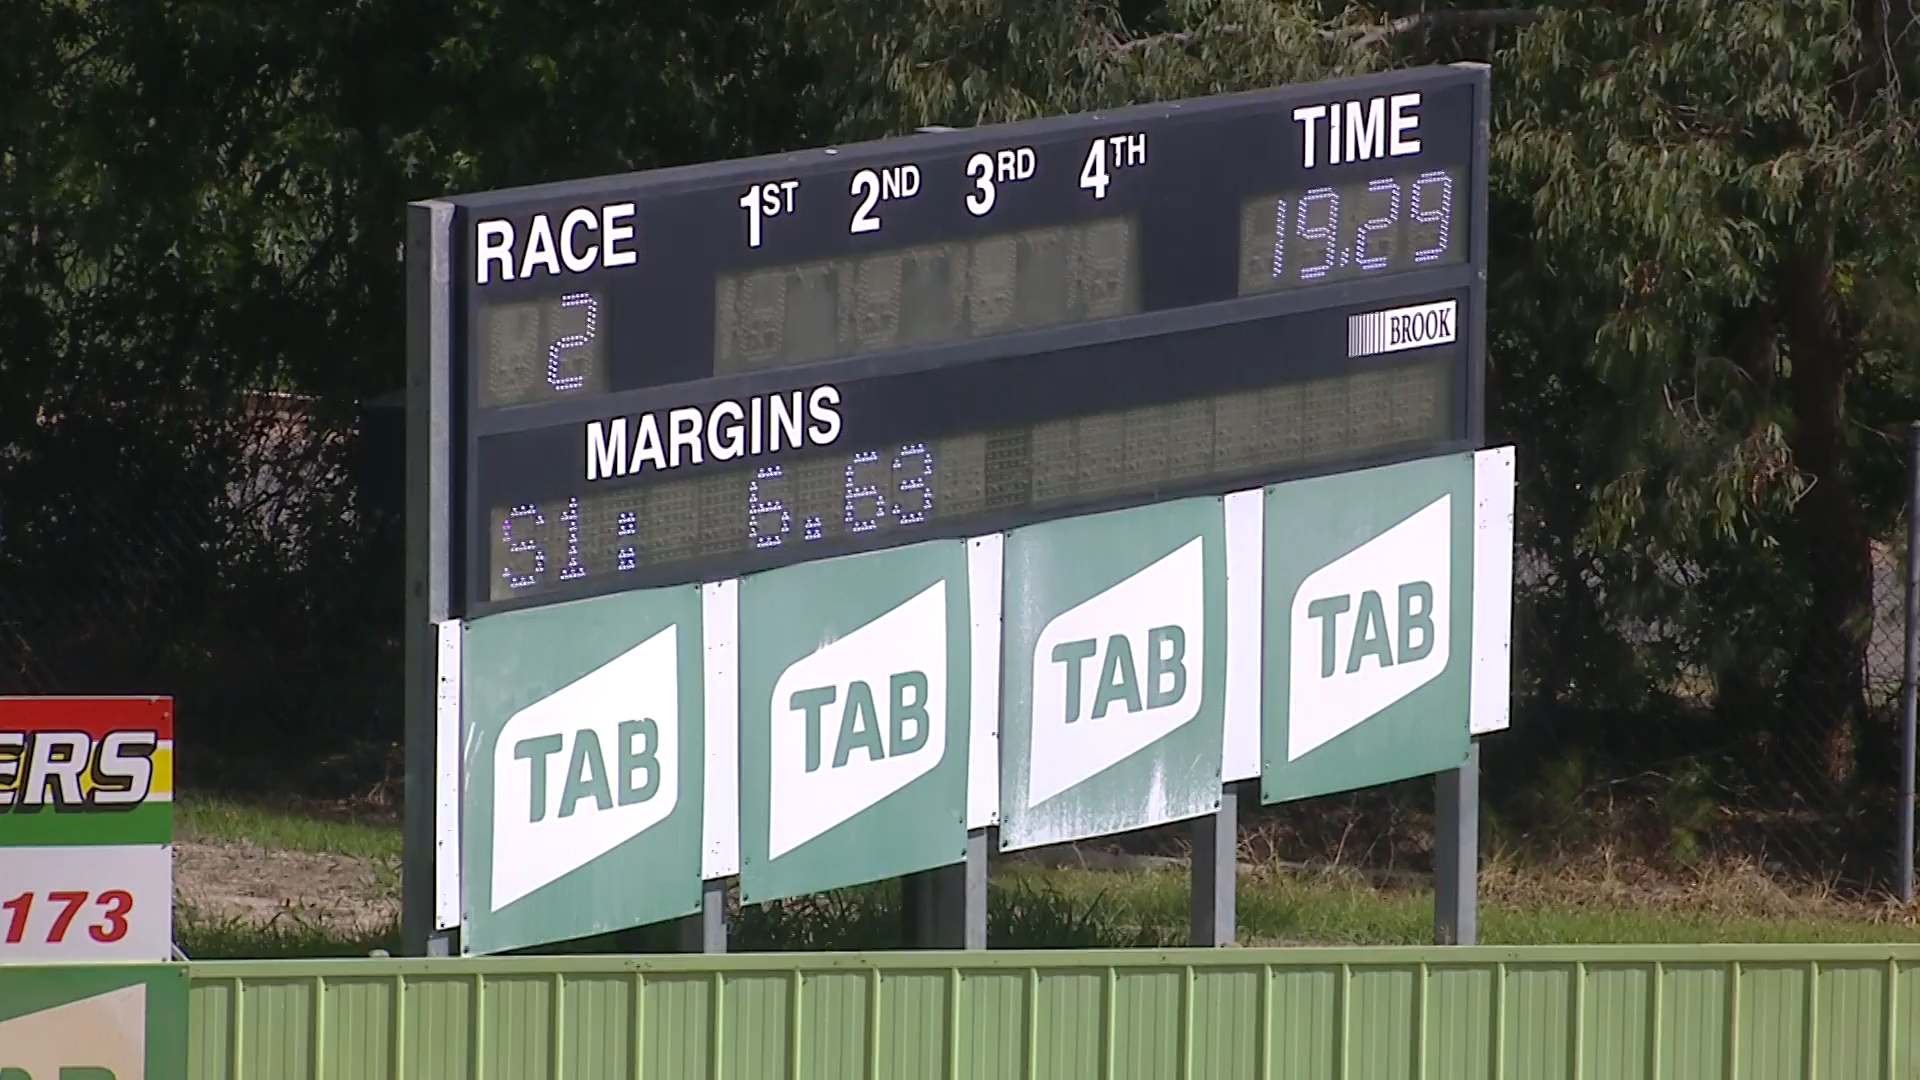 RACE 1ST 2ND 3RD 4TH TIME
2 19.29
BROOK
MARGINS
S1: 6.69
TAB TAB TAB TAB
ERS
173